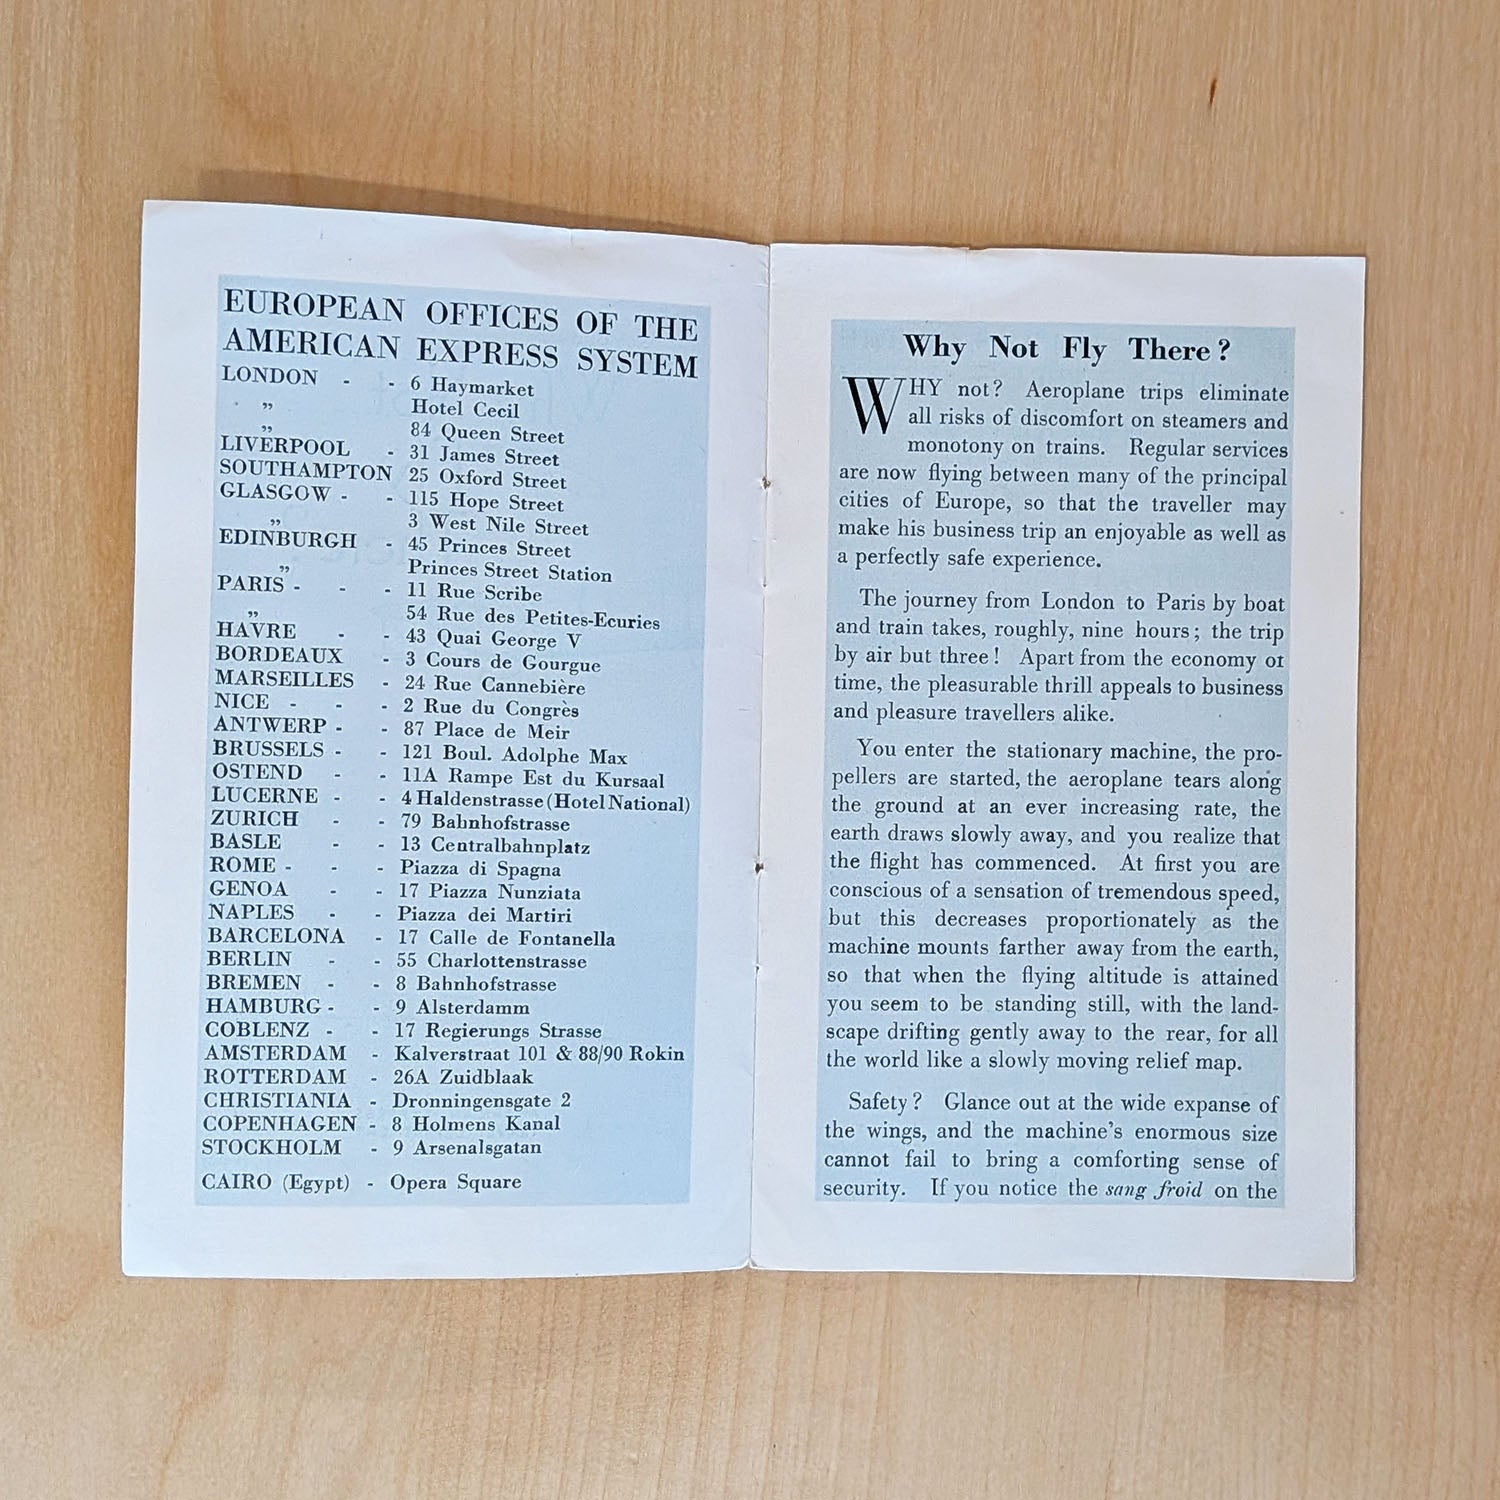 EUROPEAN OFFICES OF THE
AMERICAN EXPRESS SYSTEM
LONDON - - 6 Haymarket
" Hotel Cecil
" 84 Queen Street
LIVERPOOL - 31 James Street
SOUTHAMPTON 25 Oxford Street
GLASGOW - - 115 Hope Street
" 3 West Nile Street
EDINBURGH - 45 Princes Street
" Princes Street Station
PARIS - - - 11 Rue Scribe
" 54 Rue des Petites-Ecuries
HAVRE - - 43 Quai George V
BORDEAUX - 3 Cours de Gourgue
MARSEILLES - 24 Rue Cannebière
NICE - - - 2 Rue du Congrès
ANTWERP - - 87 Place de Meir
BRUSSELS - - 121 Boul. Adolphe Max
OSTEND - - 11A Rampe Est du Kursaal
LUCERNE - - 4 Haldenstrasse (Hotel National)
ZURICH - - 79 Bahnhofstrasse
BASLE - - 13 Centralbahnplatz
ROME - - - Piazza di Spagna
GENOA - - 17 Piazza Nunziata
NAPLES - - Piazza dei Martiri
BARCELONA - 17 Calle de Fontanella
BERLIN - - 55 Charlottenstrasse
BREMEN - - 8 Bahnhofstrasse
HAMBURG - - 9 Alsterdamm
COBLENZ - - 17 Regierungs Strasse
AMSTERDAM - Kalverstraat 101 & 88/90 Rokin
ROTTERDAM - 26A Zuidblaak
CHRISTIANIA - Dronningensgate 2
COPENHAGEN - 8 Holmens Kanal
STOCKHOLM - 9 Arsenalsgatan
CAIRO (Egypt) - Opera Square
Why Not Fly There?
WHY not? Aeroplane trips eliminate
all risks of discomfort on steamers and
monotony on trains. Regular services
are now flying between many of the principal
cities of Europe, so that the traveller may
make his business trip an enjoyable as well as
a perfectly safe experience.
The journey from London to Paris by boat
and train takes, roughly, nine hours; the trip
by air but three! Apart from the economy of
time, the pleasurable thrill appeals to business
and pleasure travellers alike.
You enter the stationary machine, the pro-
pellers are started, the aeroplane tears along
the ground at an ever increasing rate, the
earth draws slowly away, and you realize that
the flight has commenced. At first you are
conscious of a sensation of tremendous speed,
but this decreases proportionately as the
machine mounts farther away from the earth,
so that when the flying altitude is attained
you seem to be standing still, with the land-
scape drifting gently away to the rear, for all
the world like a slowly moving relief map.
Safety? Glance out at the wide expanse of
the wings, and the machine's enormous size
cannot fail to bring a comforting sense of
security. If you notice the sang froid on the